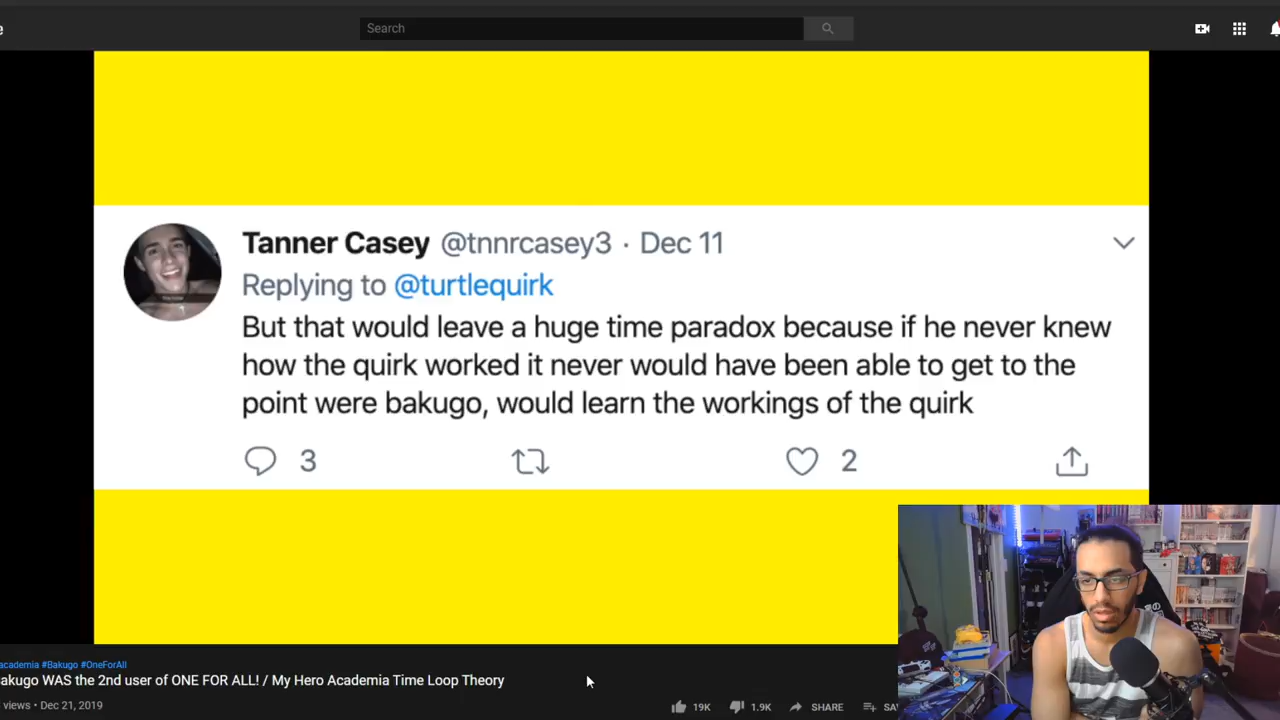 e
Search
Tanner Casey @tnnrcasey3 · Dec 11
Replying to @turtlequirk
But that would leave a huge time paradox because if he never knew
how the quirk worked it never would have been able to get to the
point were bakugo, would learn the workings of the quirk
3
2
academia #Bakugo #OneForAll
akugo WAS the 2nd user of ONE FOR ALL! / My Hero Academia Time Loop Theory
views • Dec 21, 2019
19K
1.9K
SHARE
SA